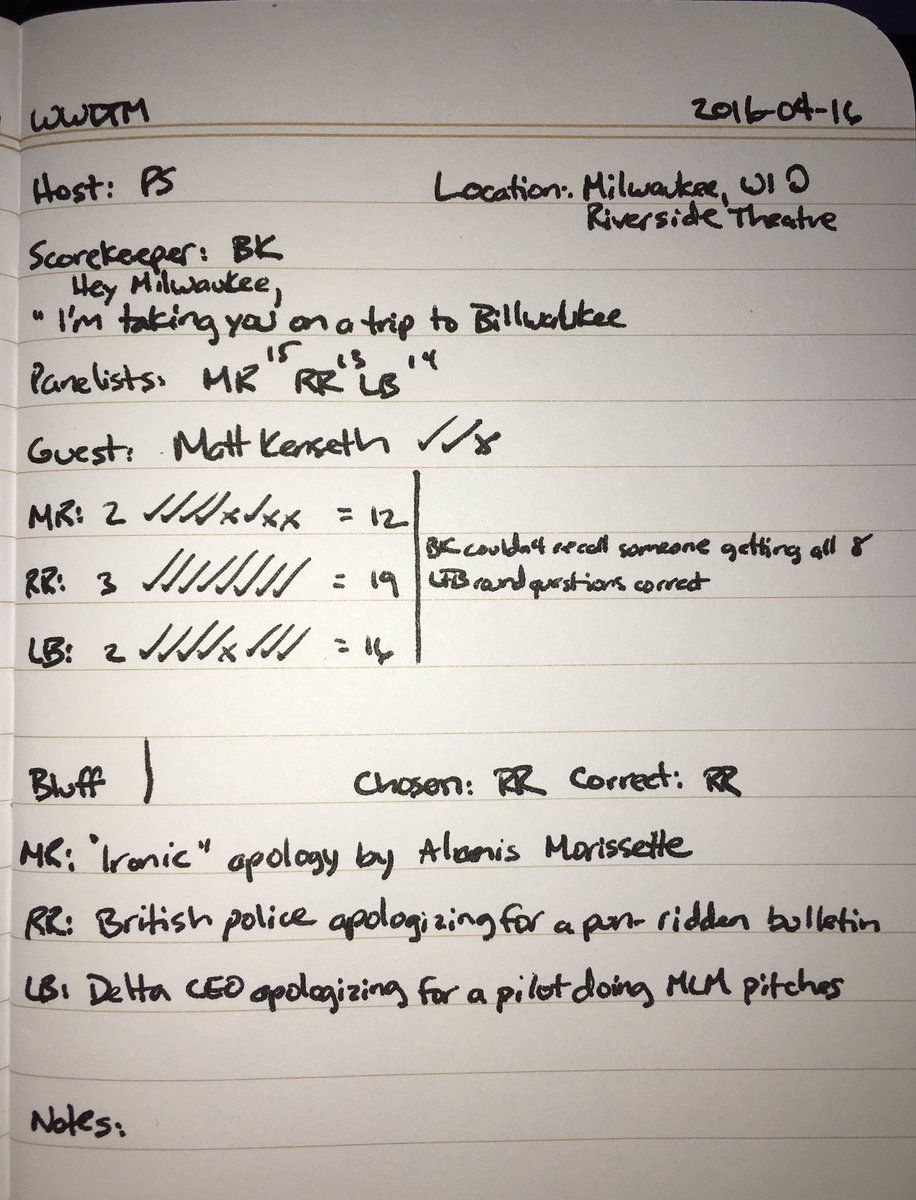 WWDTM 2016-04-16
Host: PS Location: Milwaukee, WI
Riverside Theatre
Scorekeeper: BK
Hey Milwaukee,
"I'm taking you on a trip to Billwaukee
Panelists: MR 15 RR 13 LB 14
Guest: Matt Kenseth ✓✓x
MR: 2 ✓✓✓✓x✓xx = 12
RR: 3 ✓✓✓✓✓✓✓✓ = 19
LB: 2 ✓✓✓✓x✓✓✓ = 16
BK couldn't recall someone getting all 8
LFB round questions correct
Bluff Chosen: RR Correct: RR
MR: "Ironic" apology by Alanis Morissette
RR: British police apologizing for a pun-ridden bulletin
LB: Delta CEO apologizing for a pilot doing MLM pitches
Notes: